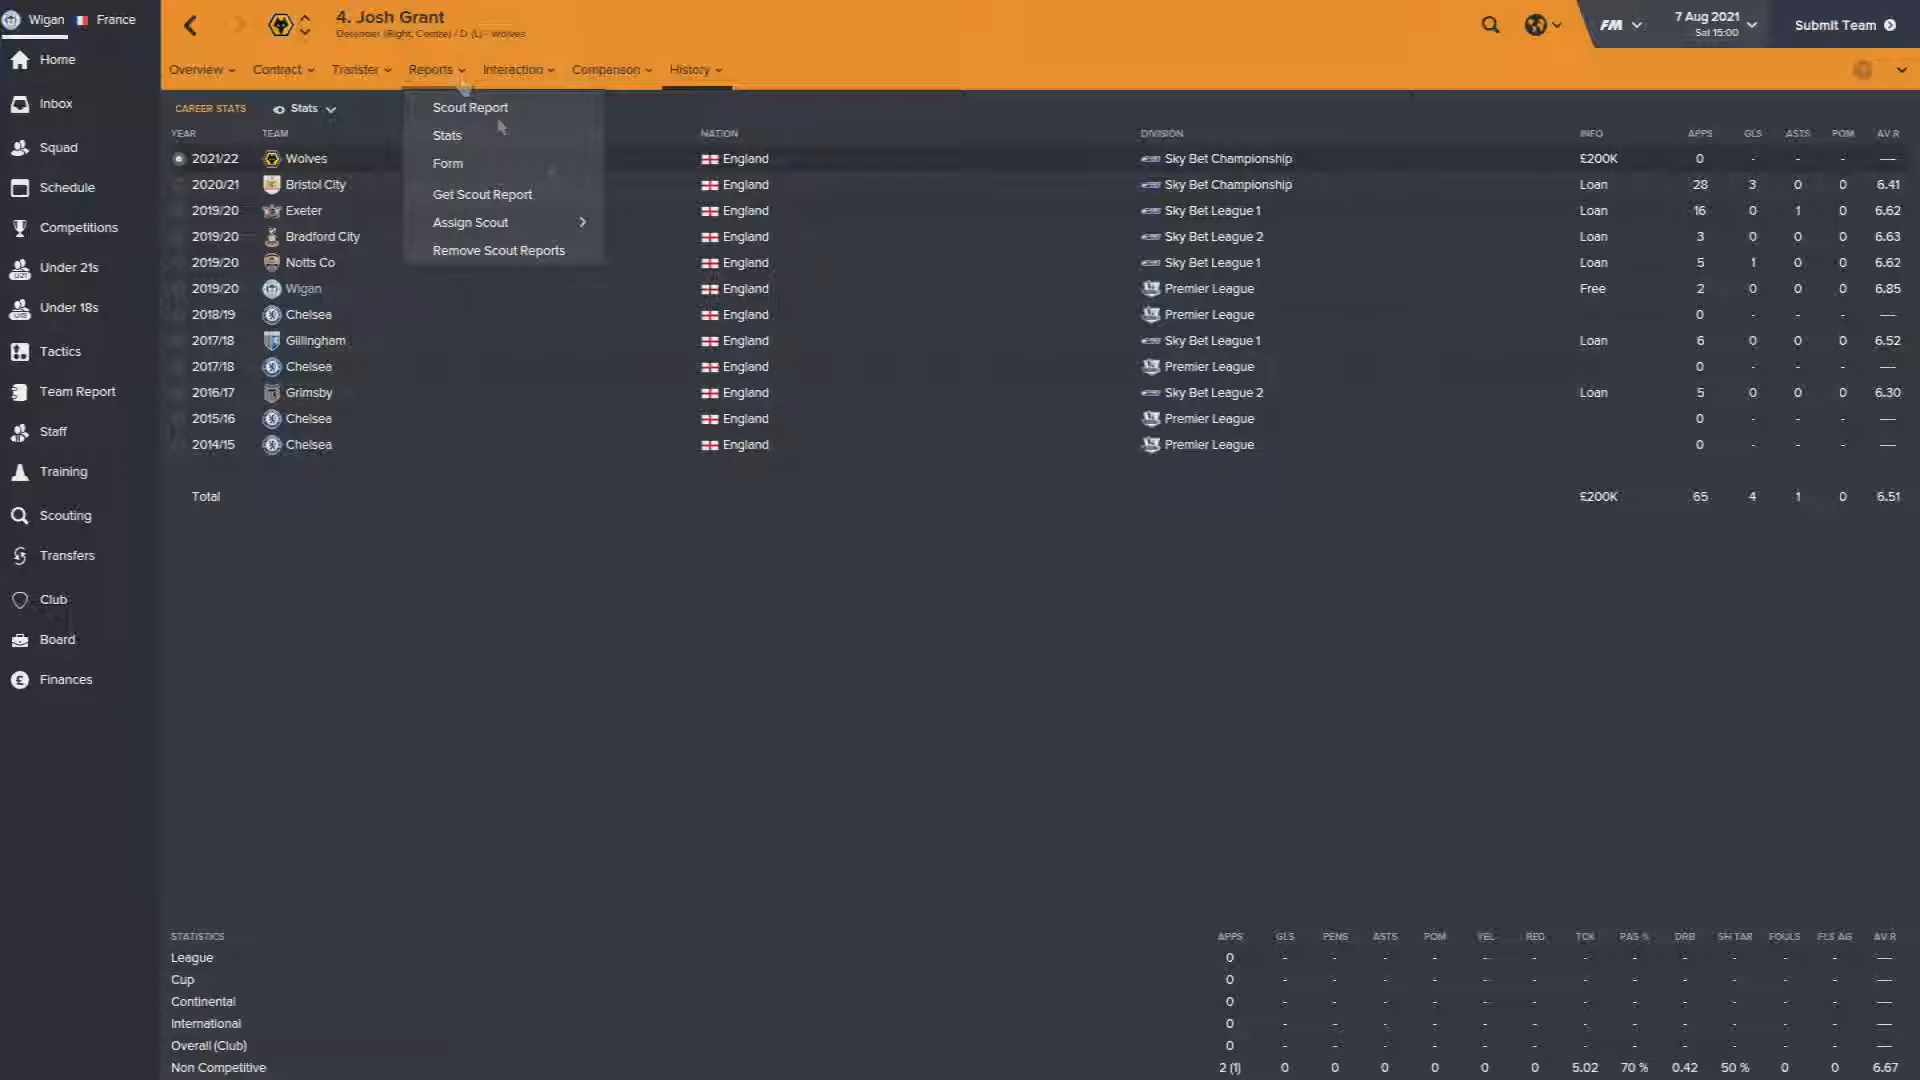 Wigan France
4. Josh Grant
Defender (Right, Centre) / D (L) - Wolves
FM
7 Aug 2021
Sat 15:00
Submit Team
Overview Contract Transfer Reports Interaction Comparison History
Home
Inbox
Squad
Schedule
Competitions
Under 21s
Under 18s
Tactics
Team Report
Staff
Training
Scouting
Transfers
Club
Board
Finances
Scout Report
Stats
Form
Get Scout Report
Assign Scout
Remove Scout Reports
CAREER STATS Stats
YEAR TEAM NATION DIVISION INFO APPS GLS ASTS POM AV R
2021/22 Wolves England Sky Bet Championship £200K 0 - - - ---
2020/21 Bristol City England Sky Bet Championship Loan 28 3 0 0 6.41
2019/20 Exeter England Sky Bet League 1 Loan 16 0 1 0 6.62
2019/20 Bradford City England Sky Bet League 2 Loan 3 0 0 0 6.63
2019/20 Notts Co England Sky Bet League 1 Loan 5 1 0 0 6.62
2019/20 Wigan England Premier League Free 2 0 0 0 6.85
2018/19 Chelsea England Premier League 0 - - - ---
2017/18 Gillingham England Sky Bet League 1 Loan 6 0 0 0 6.52
2017/18 Chelsea England Premier League 0 - - - ---
2016/17 Grimsby England Sky Bet League 2 Loan 5 0 0 0 6.30
2015/16 Chelsea England Premier League 0 - - - ---
2014/15 Chelsea England Premier League 0 - - - ---
Total £200K 65 4 1 0 6.51
STATISTICS APPS GLS PENS ASTS POM YEL RED TCK PAS % DRB SH TAR FOULS FLS AG AV R
League 0 - - - - - - - - - - - - ---
Cup 0 - - - - - - - - - - - - ---
Continental 0 - - - - - - - - - - - - ---
International 0 - - - - - - - - - - - - ---
Overall (Club) 0 - - - - - - - - - - - - ---
Non Competitive 2 (1) 0 0 0 0 0 0 5.02 70 % 0.42 50 % 0 0 6.67